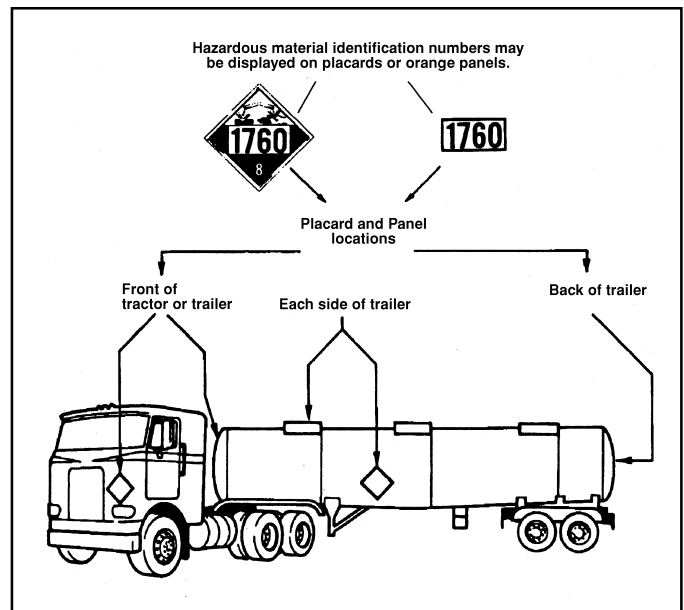 Hazardous material identification numbers may
be displayed on placards or orange panels.
1760
8
1760
Placard and Panel
locations
Front of
tractor or trailer
Each side of trailer
Back of trailer